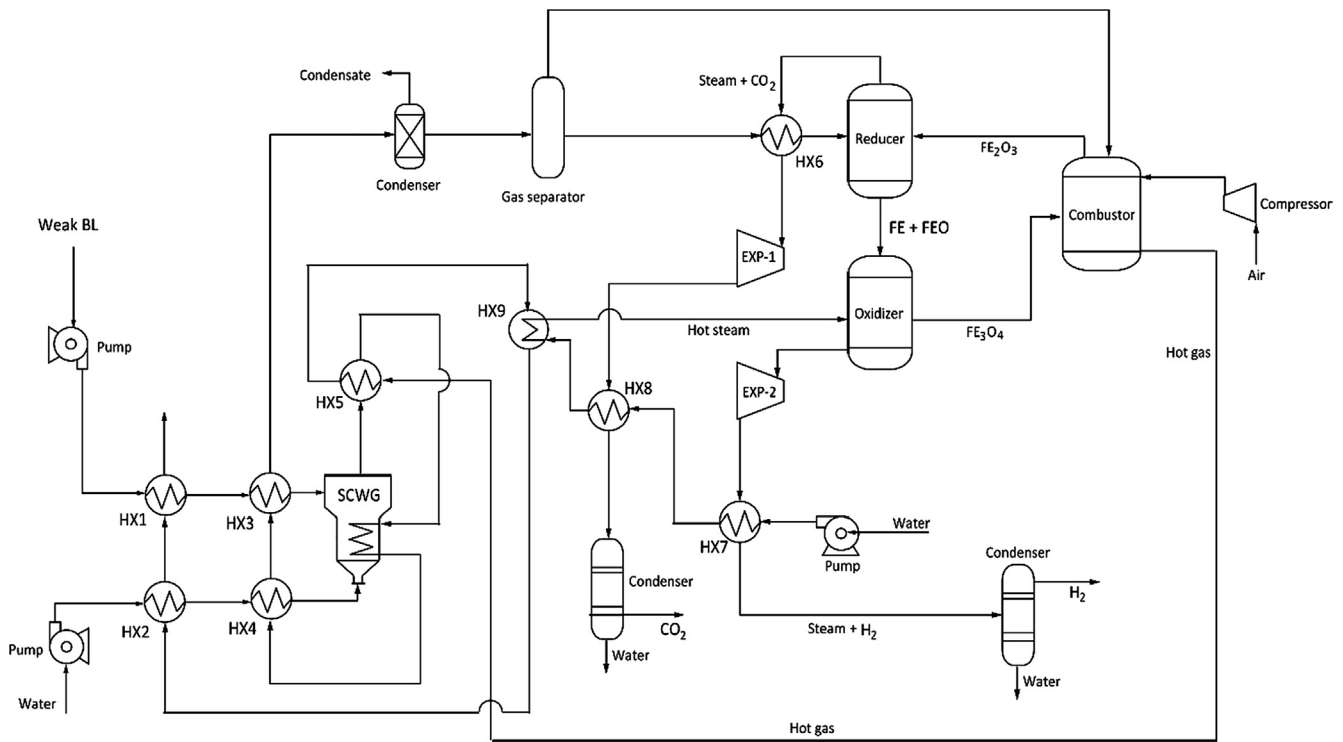 Condensate
Steam + CO₂
Reducer
HX6
FE₂O₃
Condenser
Gas separator
Combustor
Compressor
Weak BL
FE + FEO
Air
EXP-1
HX9
Hot steam
Oxidizer
FE₃O₄
Hot gas
Pump
HX5
HX8
EXP-2
SCWG
HX1
HX3
HX7
Water
Pump
Condenser
Condenser
H₂
HX2
HX4
CO₂
Steam + H₂
Pump
Water
Water
Water
Hot gas